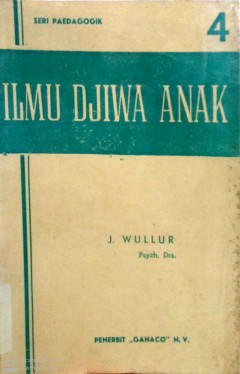 SERI PAEDAGOGIK
4
ILMU DJIWA ANAK
J. WULLUR
Psych. Drs.
PENERBIT „GANACO" N. V.